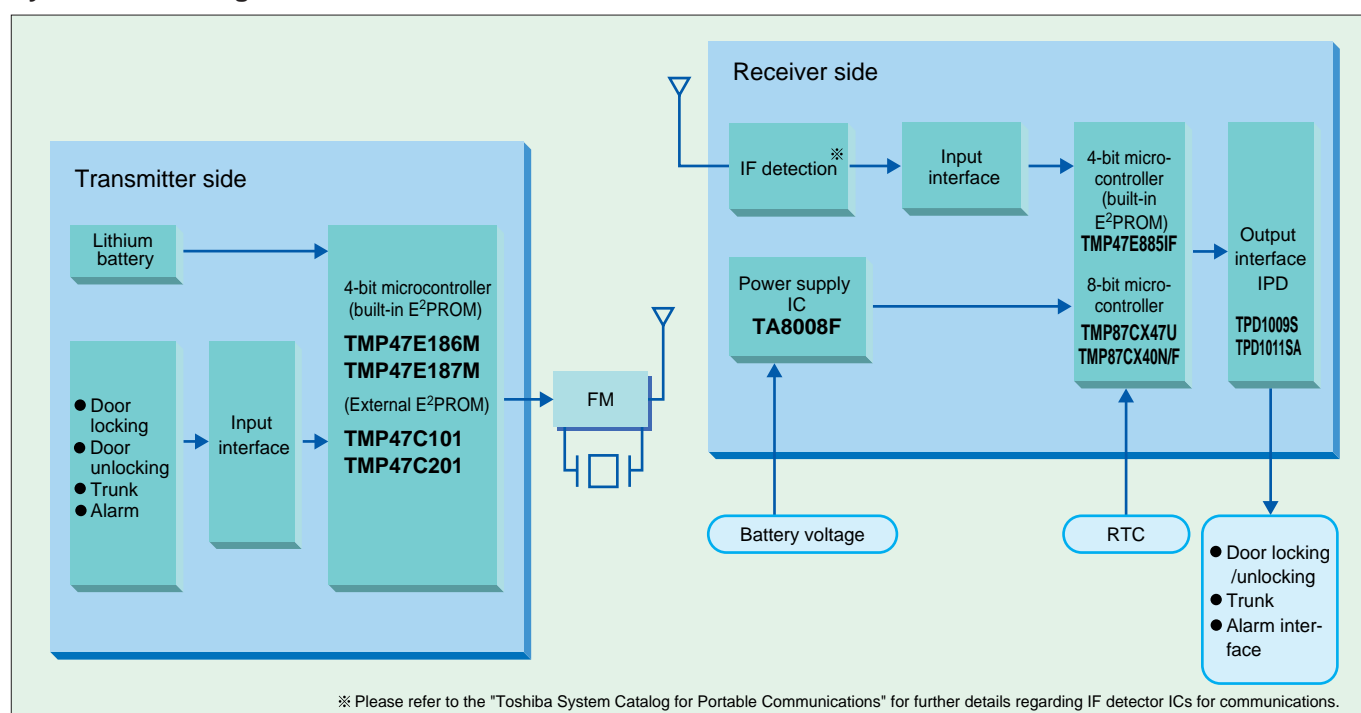 Transmitter side
Lithium
battery
● Door
locking
● Door
unlocking
● Trunk
● Alarm
Input
interface
4-bit microcontroller
(built-in E²PROM)
TMP47E186M
TMP47E187M
(External E²PROM)
TMP47C101
TMP47C201
FM
Receiver side
IF detection※
Input
interface
Power supply
IC
TA8008F
4-bit micro-
controller
(built-in
E²PROM)
TMP47E885IF
8-bit micro-
controller
TMP87CX47U
TMP87CX40N/F
Output
interface
IPD
TPD1009S
TPD1011SA
Battery voltage
RTC
● Door locking
/unlocking
● Trunk
● Alarm inter-
face
※ Please refer to the "Toshiba System Catalog for Portable Communications" for further details regarding IF detector ICs for communications.